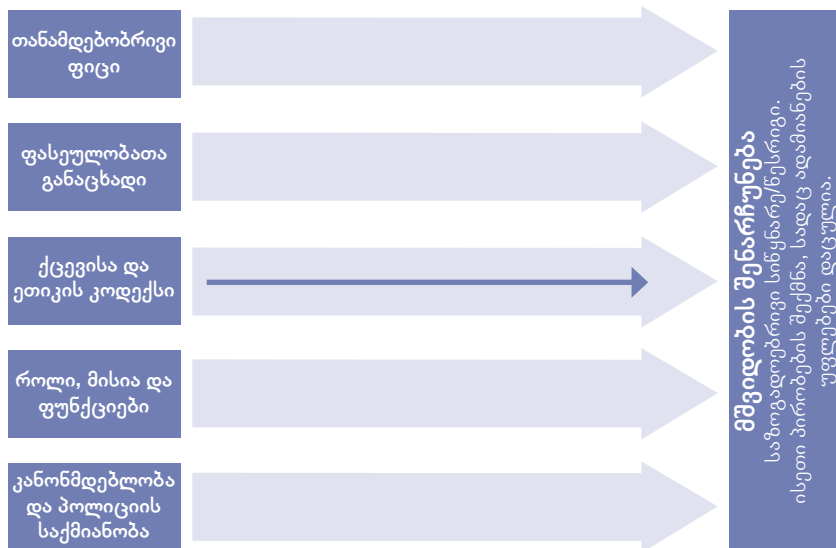 თანამდებობრივი
ფიცი
ფასეულობათა
განაცხადი
ქცევისა და
ეთიკის კოდექსი
როლი, მისია და
ფუნქციები
კანონმდებლობა
და პოლიციის
საქმიანობა
მშვიდობის შენარჩუნება
საზოგადოებრივი სიწყნარე/წესრიგი.
ისეთი პირობების შექმნა, სადაც ადამიანების
უფლებები დაცულია.